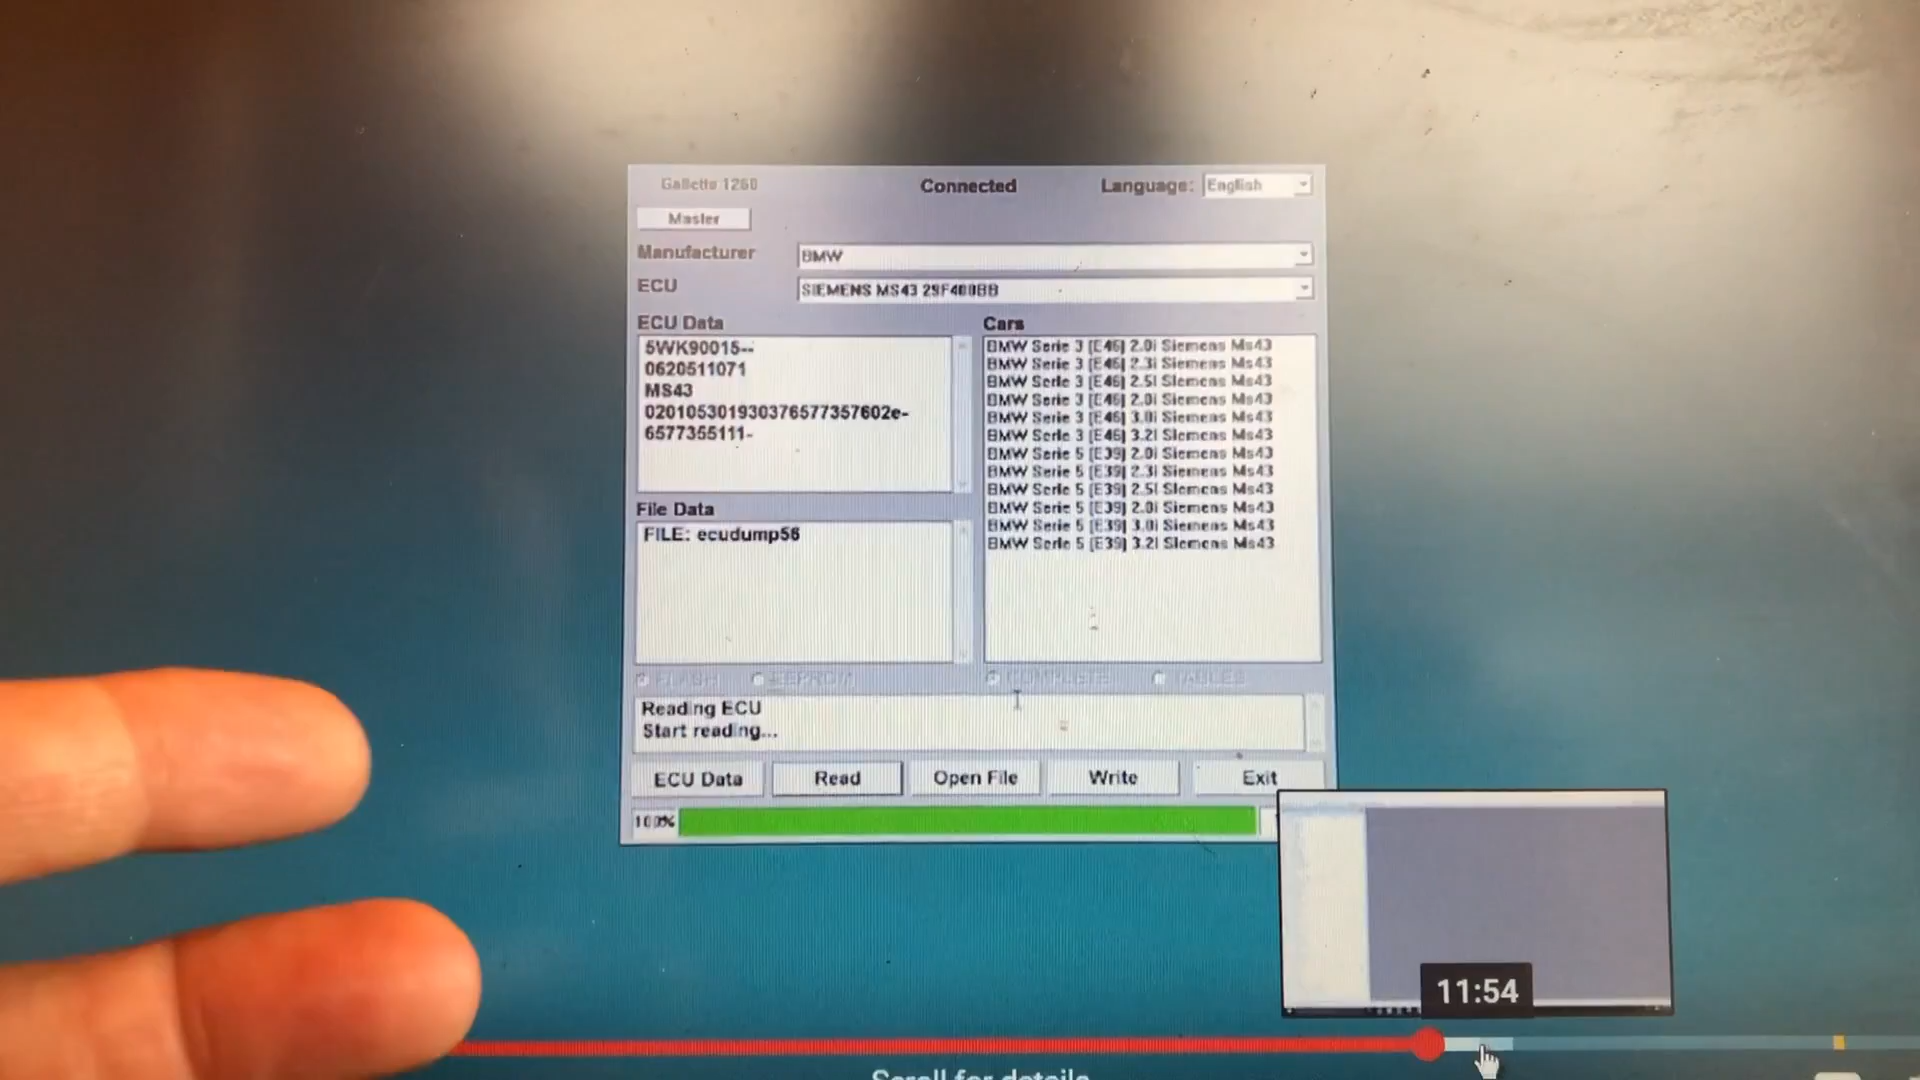 Galletto 1260
Connected
Language: English
Master
Manufacturer BMW
ECU SIEMENS MS43 29F400BB
ECU Data
5WK90015--
0620511071
MS43
020105301930376577357602e-
6577355111-
Cars
BMW Serie 3 [E46] 2.0i Siemens Ms43
BMW Serie 3 [E46] 2.3i Siemens Ms43
BMW Serie 3 [E46] 2.5i Siemens Ms43
BMW Serie 3 [E46] 2.0i Siemens Ms43
BMW Serie 3 [E46] 3.0i Siemens Ms43
BMW Serie 3 [E46] 3.2i Siemens Ms43
BMW Serie 5 [E39] 2.0i Siemens Ms43
BMW Serie 5 [E39] 2.3i Siemens Ms43
BMW Serie 5 [E39] 2.5i Siemens Ms43
BMW Serie 5 [E39] 2.0i Siemens Ms43
BMW Serie 5 [E39] 3.0i Siemens Ms43
BMW Serie 5 [E39] 3.2i Siemens Ms43
File Data
FILE: ecudump56
FLASH EEPROM COMPLETE TABLES
Reading ECU
Start reading...
ECU Data Read Open File Write Exit
100%
11:54
Scroll for details